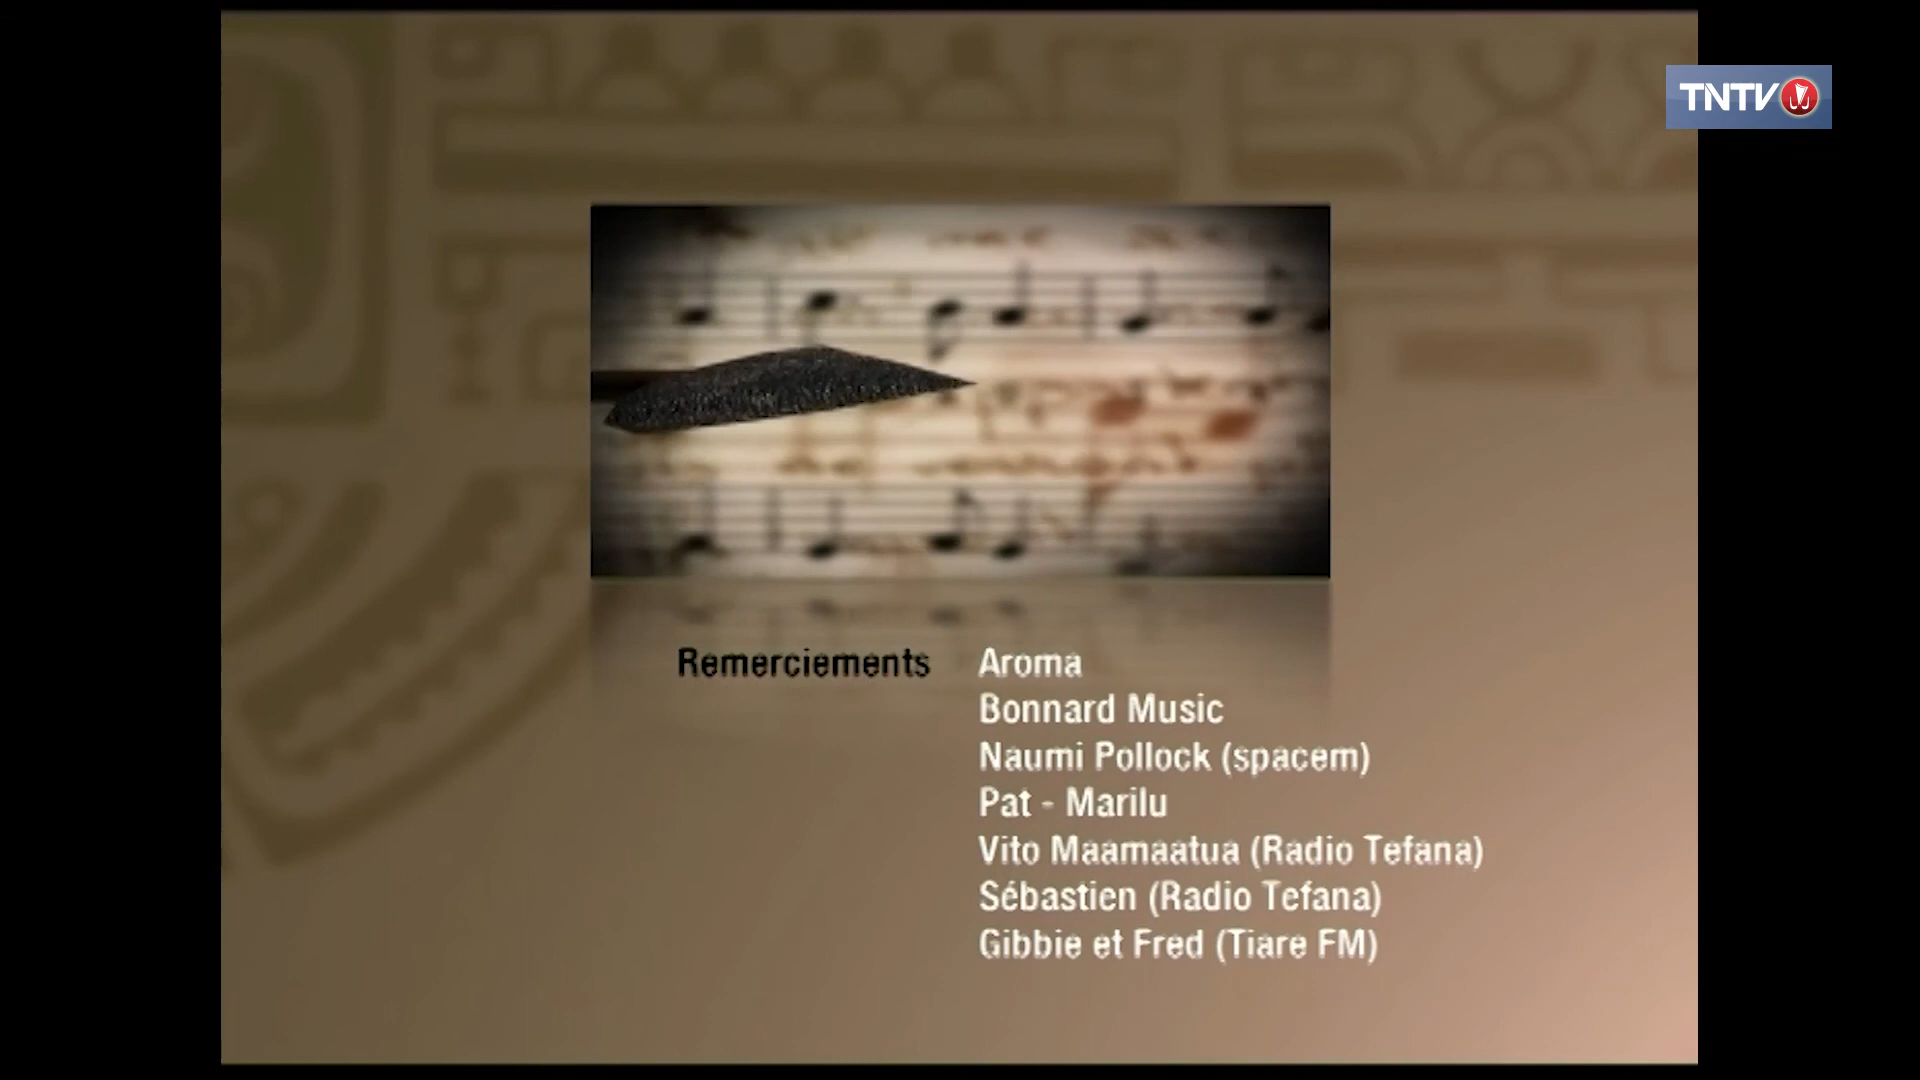 TNTV
Remerciements Aroma
Bonnard Music
Naumi Pollock (spacem)
Pat - Marilu
Vito Maamaatua (Radio Tefana)
Sébastien (Radio Tefana)
Gibbie et Fred (Tiare FM)